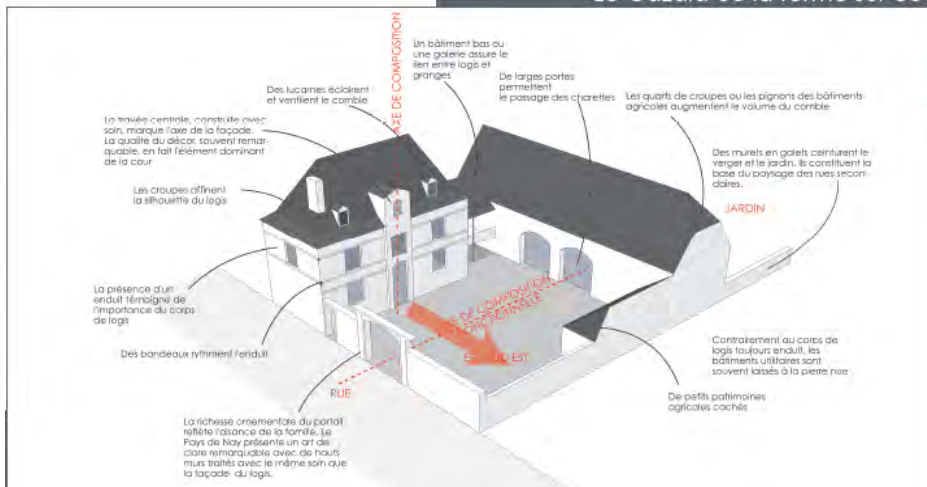 Un bâtiment bas ou
une galerie assure le
lien entre logis et
granges
AXE DE COMPOSITION
De larges portes
permettent
le passage des charettes
Des lucarnes éclairent
et ventilent le comble
Les quarts de croupes ou les pignons des bâtiments
agricoles augmentent le volume du comble
La travée centrale, construite avec
soin, marque l'axe de la façade.
La qualité du décor, souvent remar-
quable, en fait l'élément dominant
de la cour
Des murets en galets ceinturent le
verger et le jardin. Ils constituent la
base du paysage des rues secon-
daires.
Les croupes affinent
la silhouette du logis
JARDIN
La présence d'un
enduit témoigne de
l'importance du corps
de logis
DE COMPOSITION
FONCTIONNELLE
Des bandeaux rythment l'enduit
EST
Contrairement au corps de
logis toujours enduit, les
bâtiments utilitaires sont
souvent laissés à la pierre nue
RUE
De petits patrimoines
agricoles cachés
La richesse ornementale du portail
reflète l'aisance de la famille. Le
Pays de Nay présente un art de
clore remarquable avec de hauts
murs traités avec le même soin que
la façade du logis.